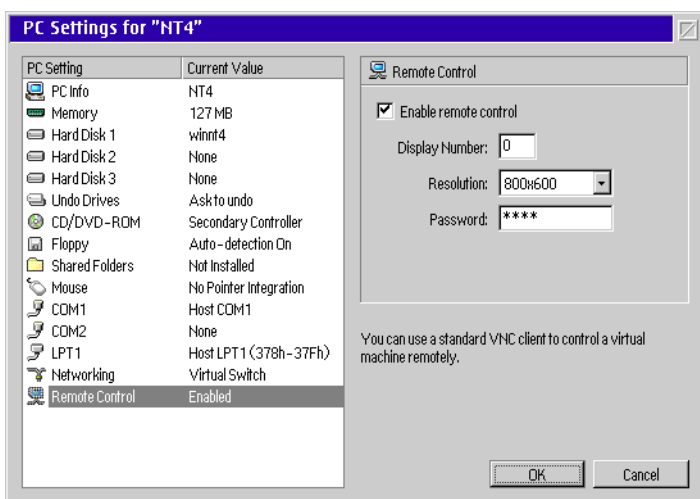 PC Settings for "NT4"
PC Setting Current Value
PC Info NT4
Memory 127 MB
Hard Disk 1 winnt4
Hard Disk 2 None
Hard Disk 3 None
Undo Drives Ask to undo
CD/DVD-ROM Secondary Controller
Floppy Auto-detection On
Shared Folders Not Installed
Mouse No Pointer Integration
COM1 Host COM1
COM2 None
LPT1 Host LPT1 (378h-37Fh)
Networking Virtual Switch
Remote Control Enabled
Remote Control
Enable remote control
Display Number: 0
Resolution: 800x600
Password: ****
You can use a standard VNC client to control a virtual
machine remotely.
OK Cancel